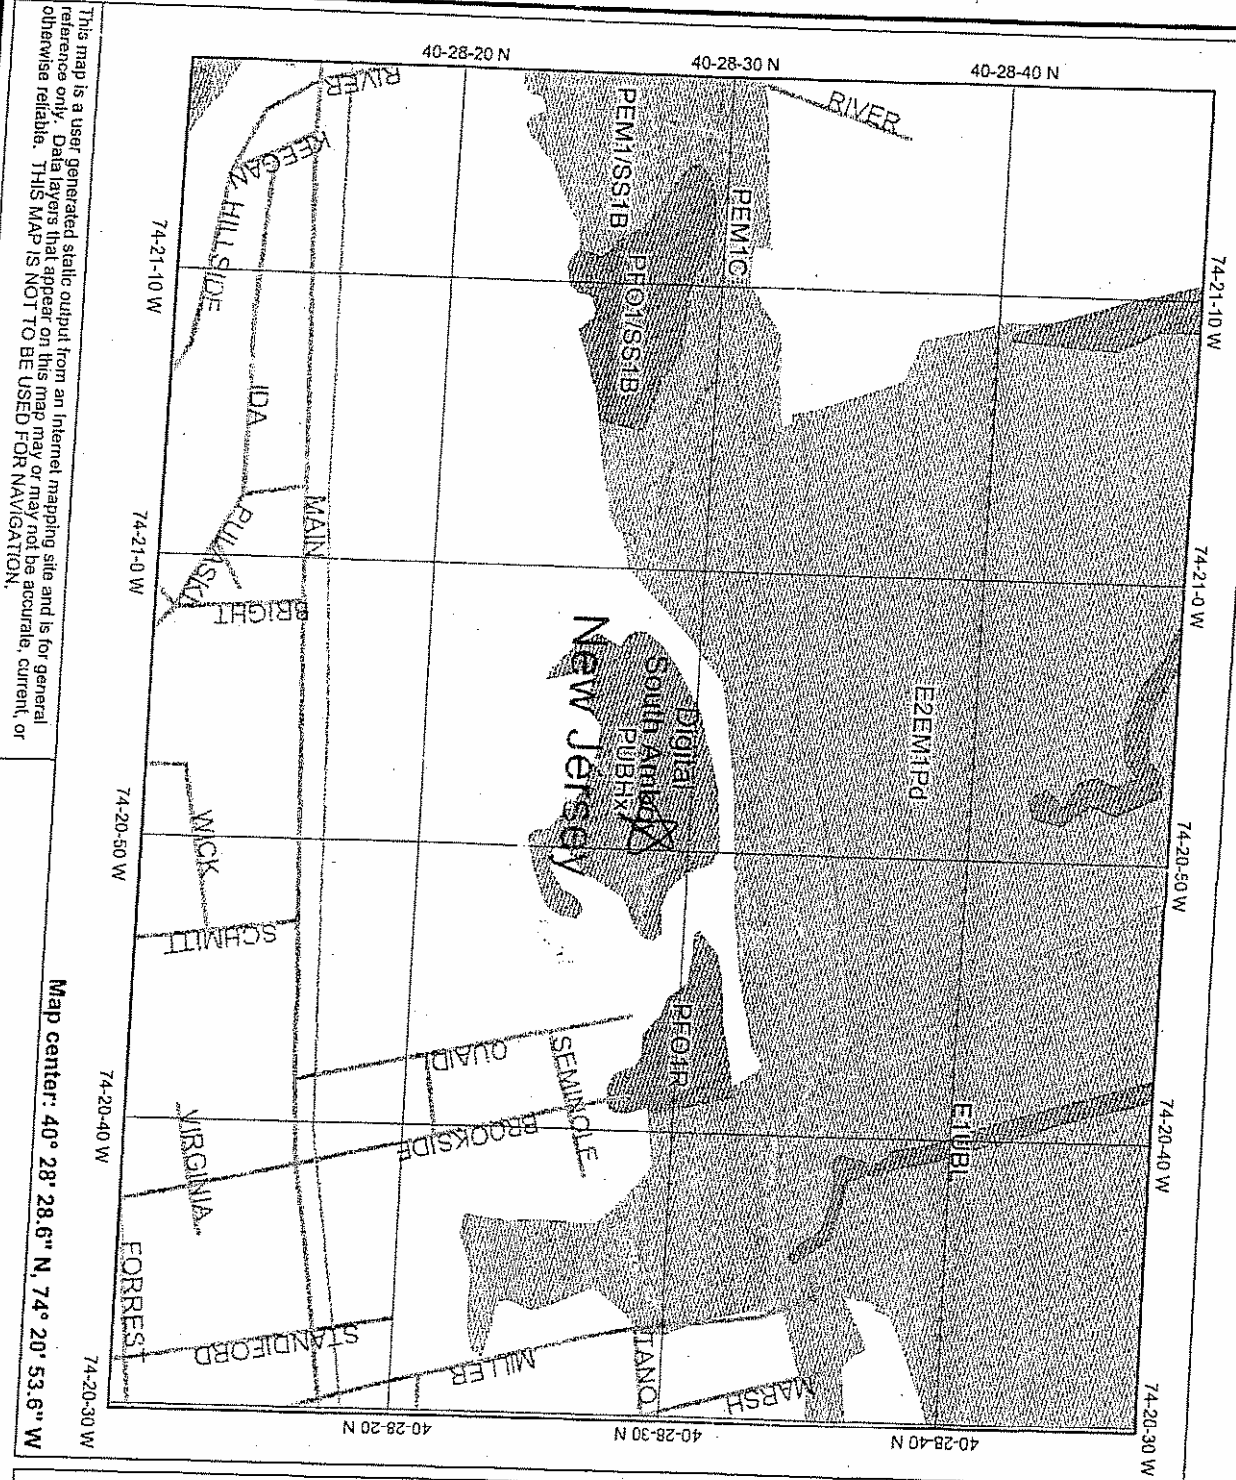 74-21-10 W
74-21-0 W
74-20-50 W
74-20-40 W
74-20-30 W
40-28-40 N
40-28-40 N
RIVER
E2EM1Pd
E1UBL
40-28-30 N
40-28-30 N
PEM1C
PEM1/SS1B
PFO1/SS1B
Digital
South Amboy
PUBHx
New Jersey
PFO1R
TANO
MARSH
SEMINOLE
QUAID
BROOKSIDE
MILLER
40-28-20 N
40-28-20 N
RIVER
KEEGAN
MAIN
STANDIFORD
HILLSIDE
IDA
PULASKI
BRIGHT
WICK
SCHMITT
VIRGINIA
FORREST
74-21-10 W
74-21-0 W
74-20-50 W
74-20-40 W
74-20-30 W
Map center: 40° 28' 28.6" N, 74° 20' 53.6" W
This map is a user generated static output from an Internet mapping site and is for general
reference only. Data layers that appear on this map may or may not be accurate, current, or
otherwise reliable. THIS MAP IS NOT TO BE USED FOR NAVIGATION.